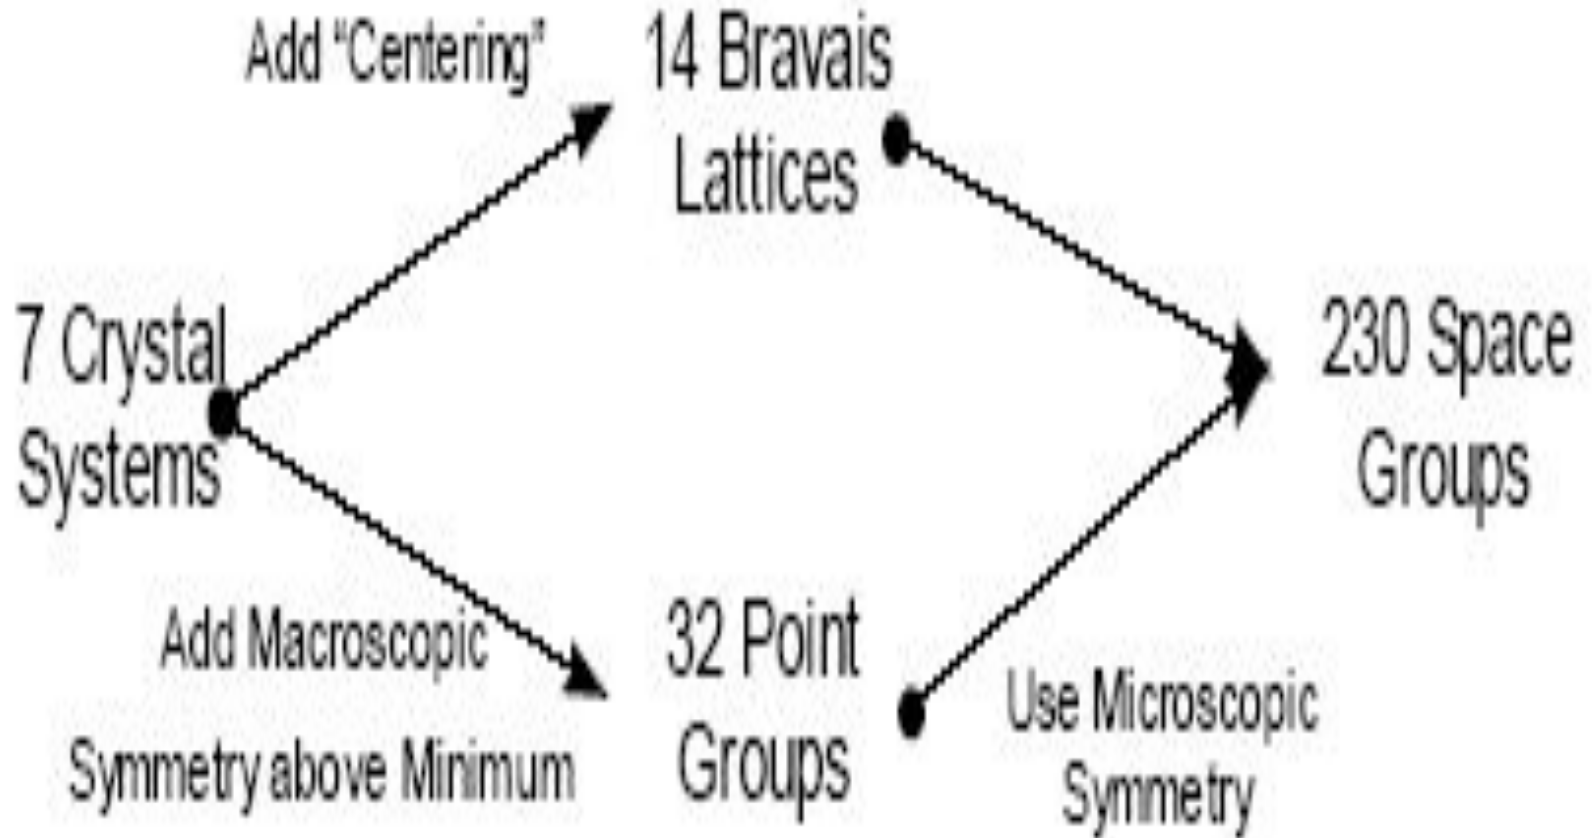 Add "Centering"
14 Bravais
Lattices
7 Crystal
Systems
230 Space
Groups
Add Macroscopic
Symmetry above Minimum
32 Point
Groups
Use Microscopic
Symmetry